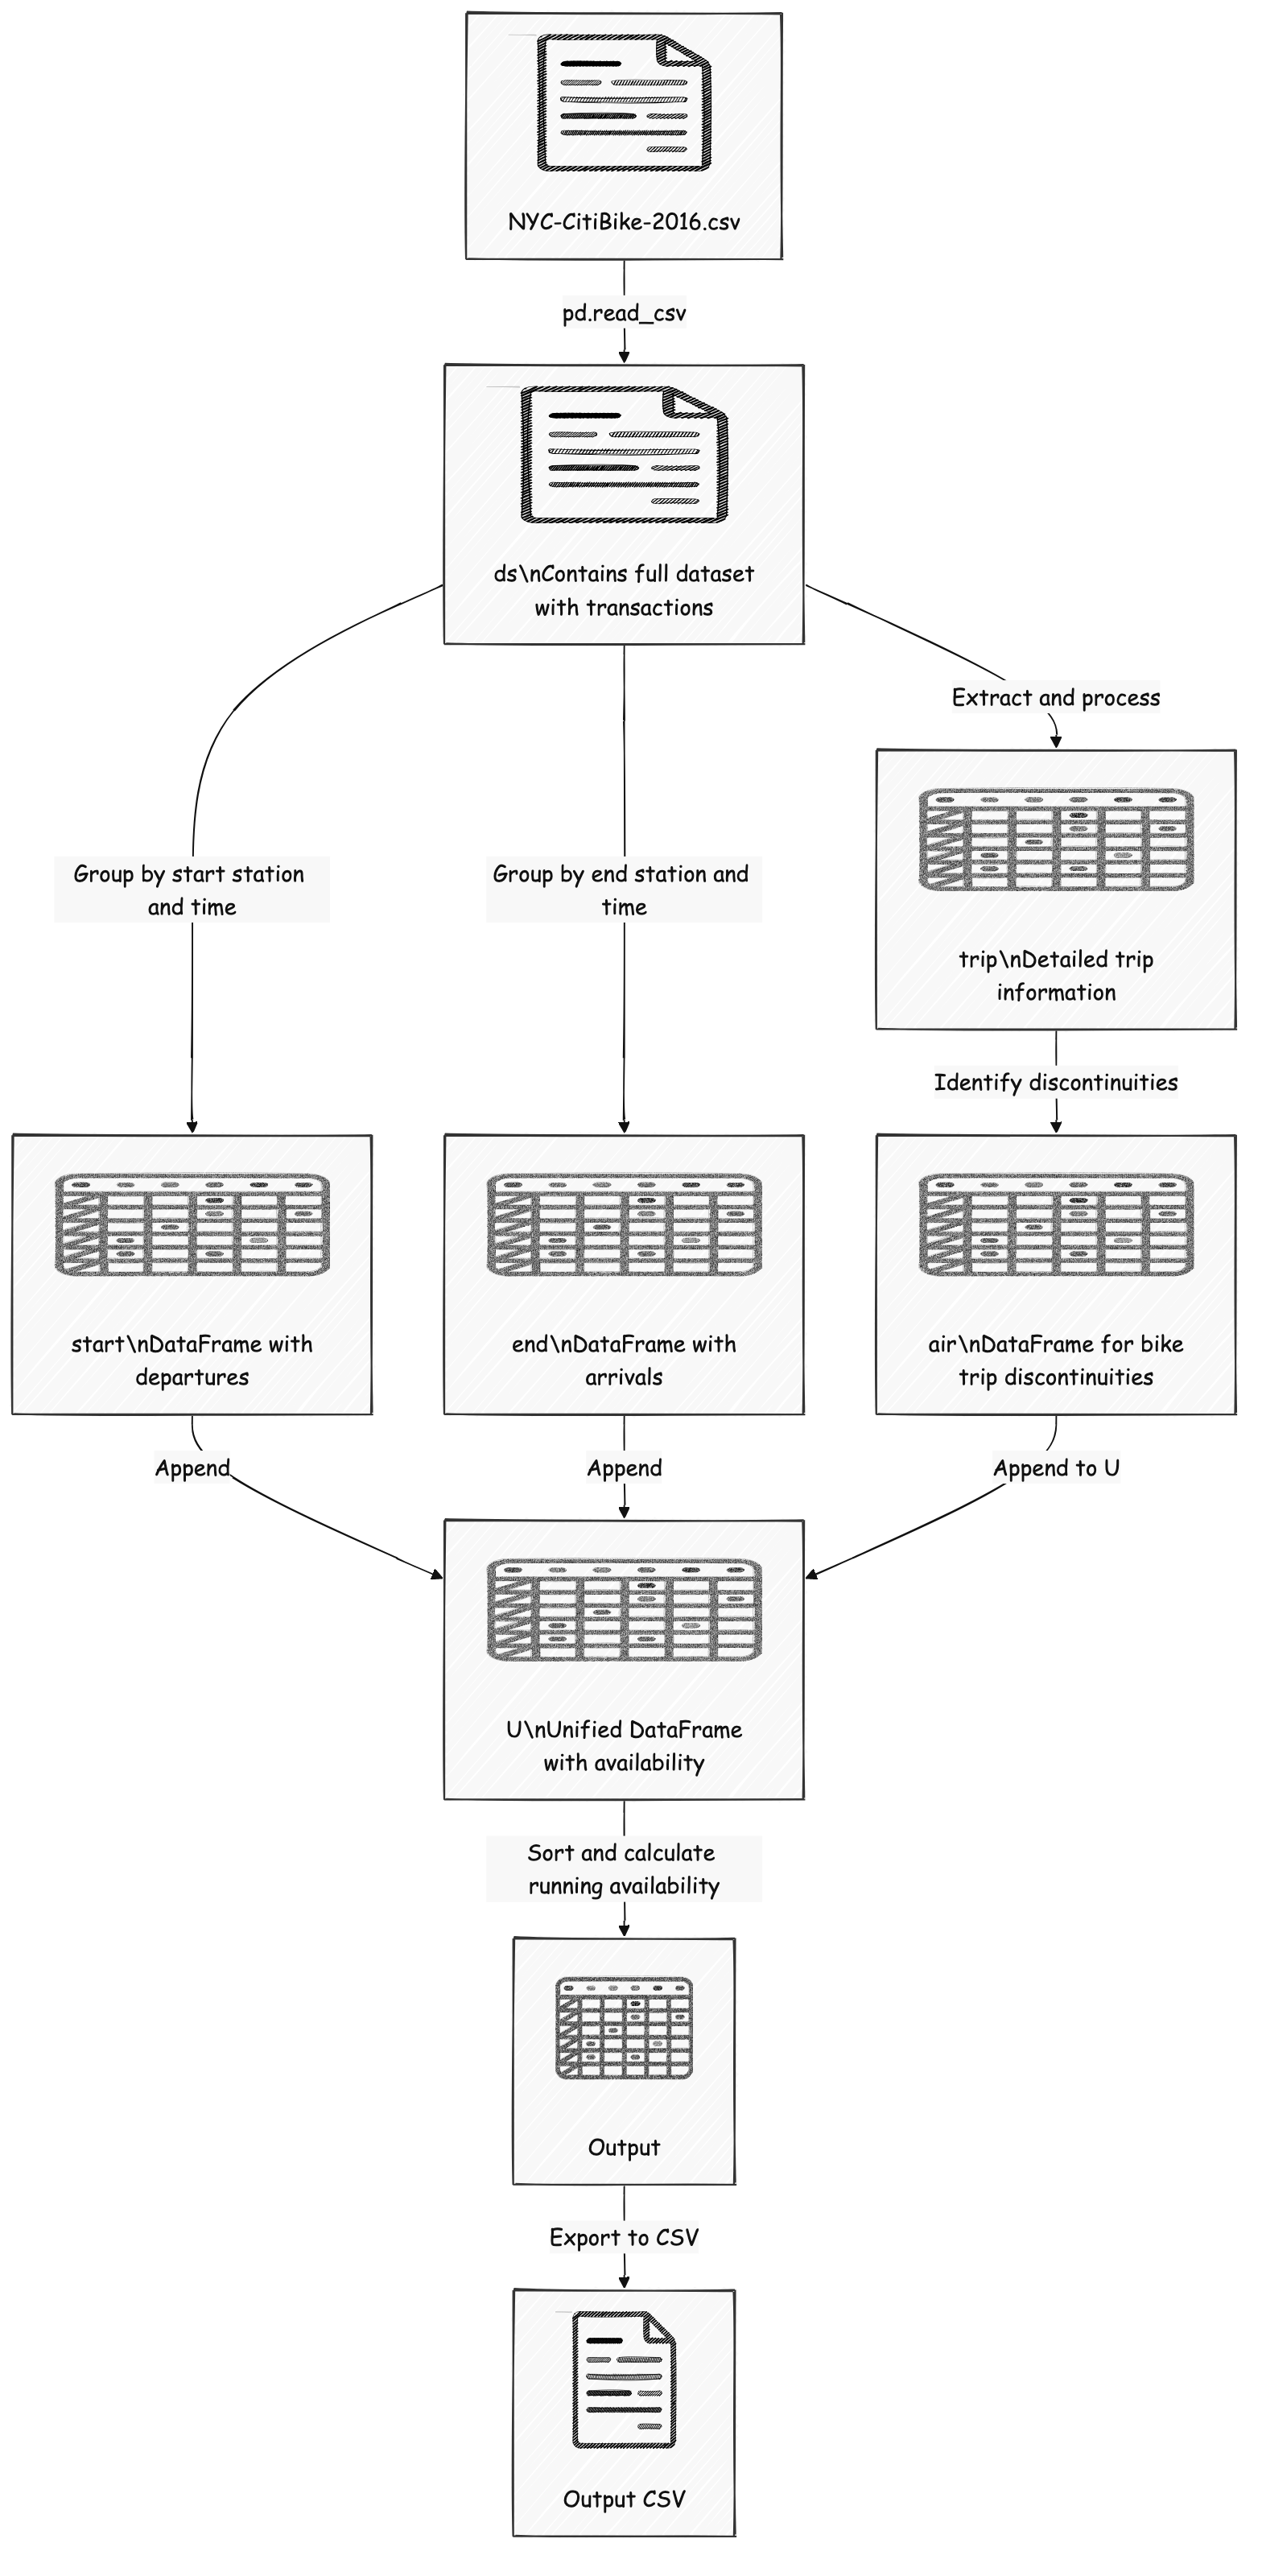 NYC-CitiBike-2016.csv
pd.read_csv
ds\nContains full dataset
with transactions
Extract and process
Group by start station
and time
Group by end station and
time
trip\nDetailed trip
information
Identify discontinuities
start\nDataFrame with
departures
end\nDataFrame with
arrivals
air\nDataFrame for bike
trip discontinuities
Append
Append
Append to U
U\nUnified DataFrame
with availability
Sort and calculate
running availability
Output
Export to CSV
Output CSV